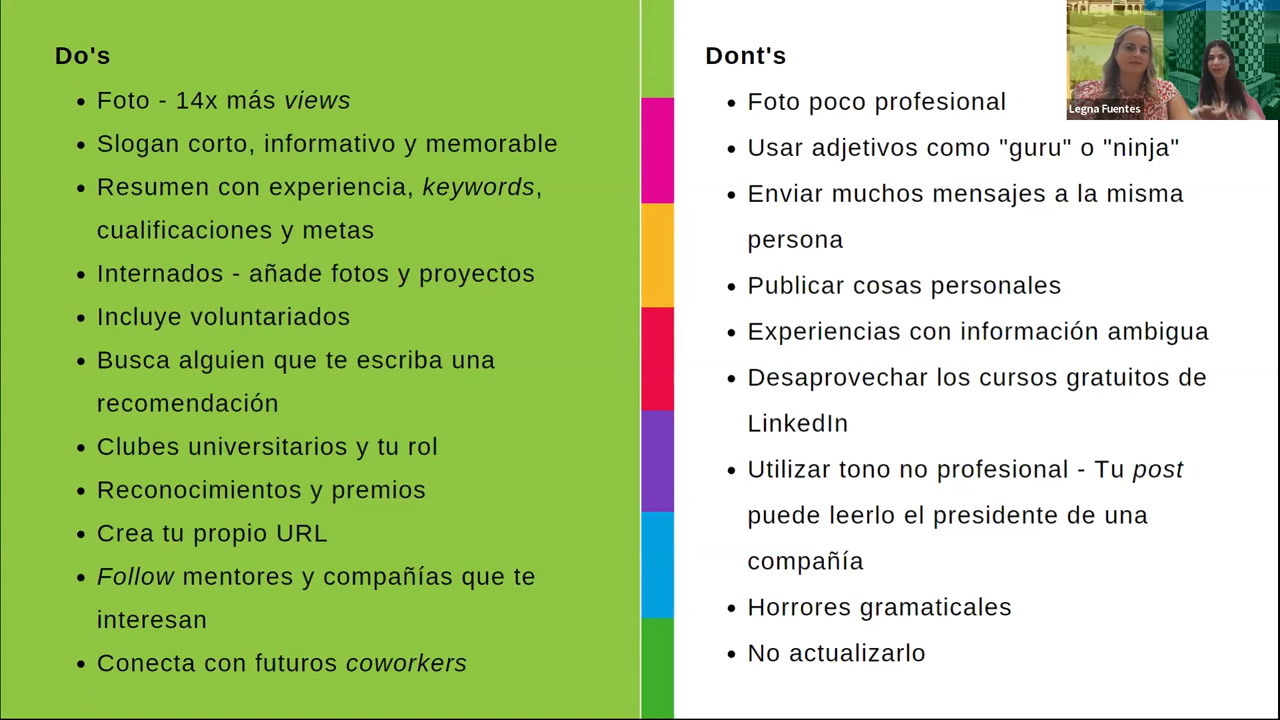 Do's
Foto - 14x más views
Slogan corto, informativo y memorable
Resumen con experiencia, keywords,
cualificaciones y metas
Internados - añade fotos y proyectos
Incluye voluntariados
Busca alguien que te escriba una
recomendación
Clubes universitarios y tu rol
Reconocimientos y premios
Crea tu propio URL
Follow mentores y compañías que te
interesan
Conecta con futuros coworkers
Dont's
Foto poco profesional
Usar adjetivos como "guru" o "ninja"
Enviar muchos mensajes a la misma
persona
Publicar cosas personales
Experiencias con información ambigua
Desaprovechar los cursos gratuitos de
LinkedIn
Utilizar tono no profesional - Tu post
puede leerlo el presidente de una
compañía
Horrores gramaticales
No actualizarlo
Legna Fuentes